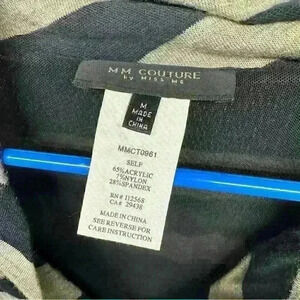 MM COUTURE
by MISS ME
M
MADE
IN
CHINA
MMCT0961
SELF
65%ACRYLIC
7%NYLON
28%SPANDEX
RN# 112568
CA# 29438
MADE IN CHINA
SEE REVERSE FOR
CARE INSTRUCTION